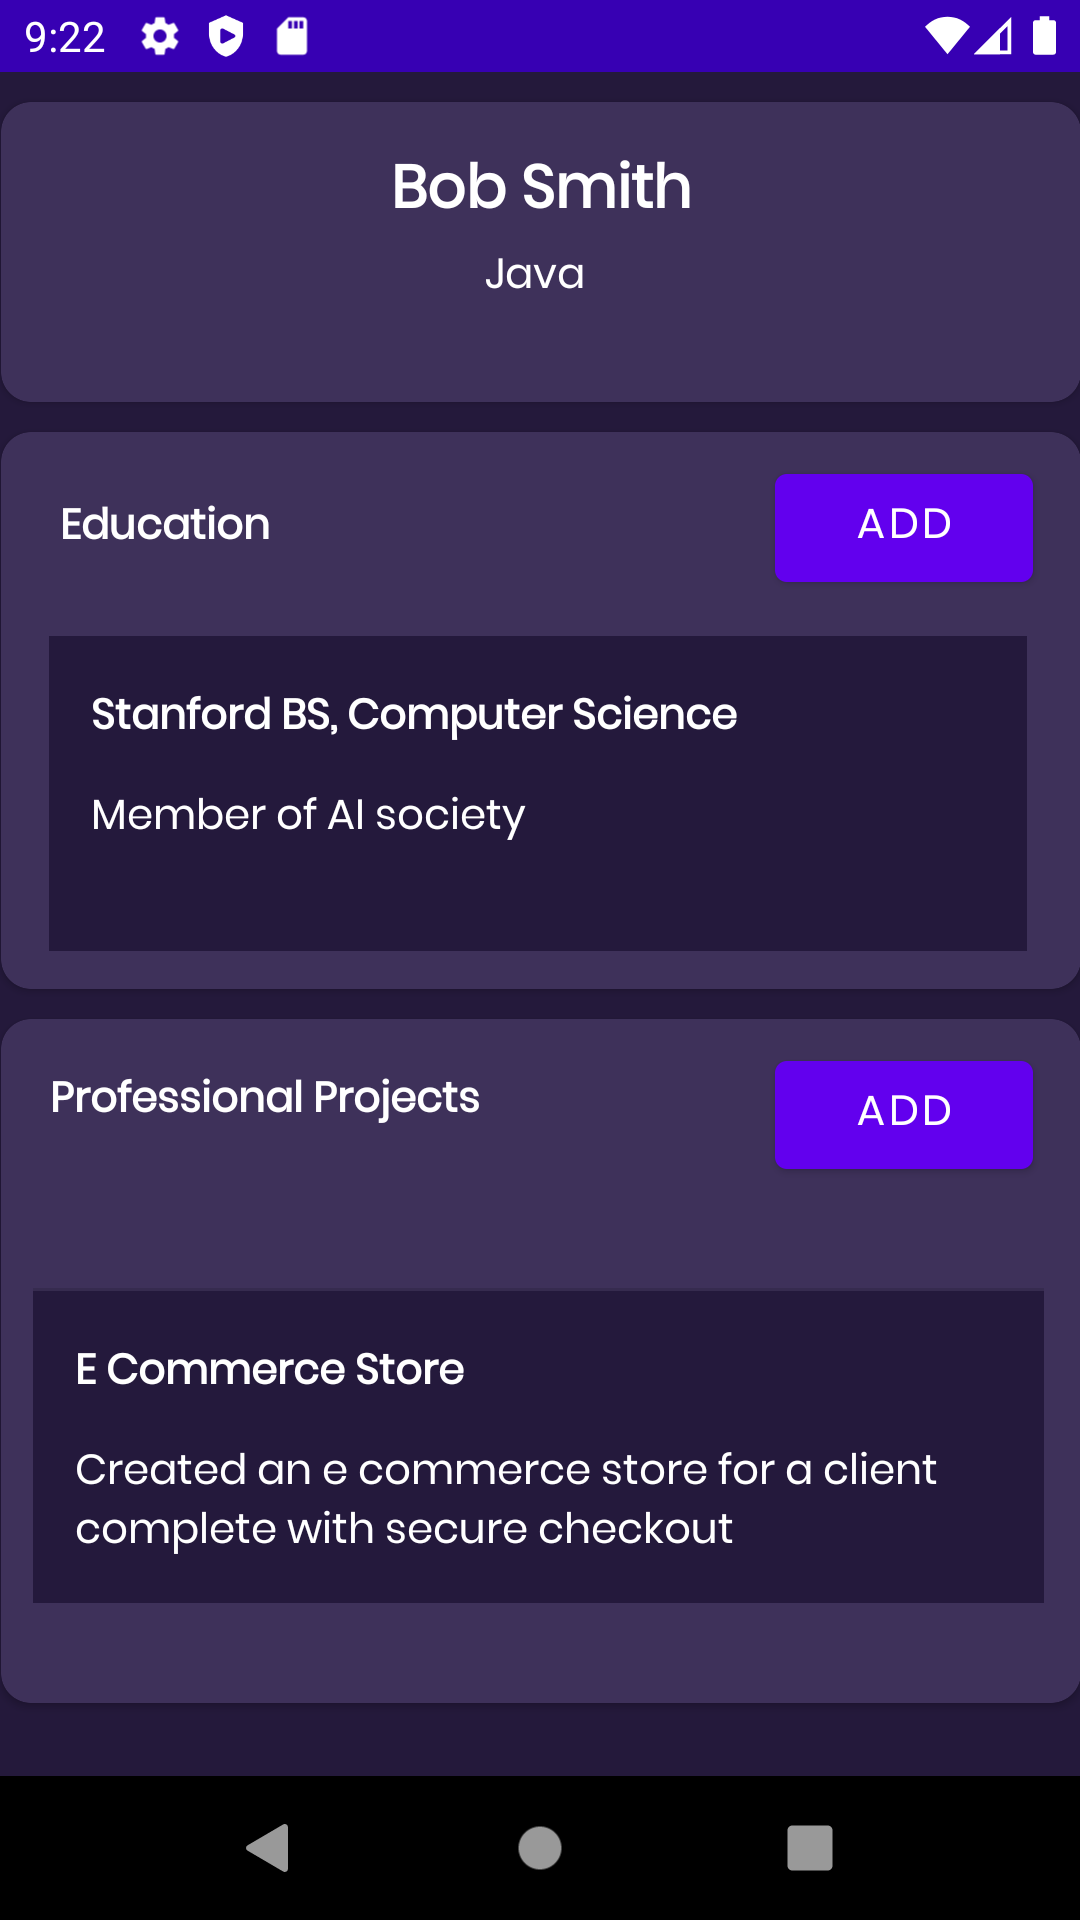 9:22
Bob Smith
Java
Education
ADD
Stanford BS, Computer Science
Member of AI society
Professional Projects
ADD
E Commerce Store
Created an e commerce store for a client
complete with secure checkout